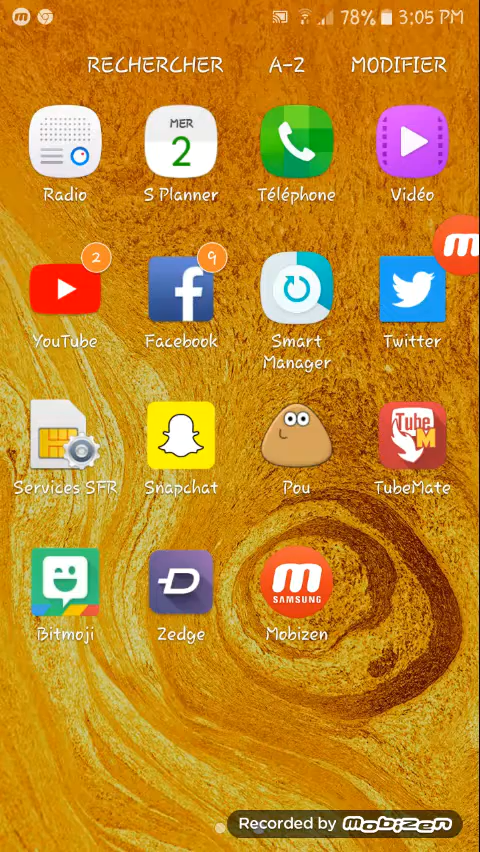 78% 3:05 PM
RECHERCHER A-Z MODIFIER
MER
2
Radio S Planner Téléphone Vidéo
2 9
YouTube Facebook Smart Manager Twitter
Tube
M
Services SFR Snapchat Pou TubeMate
SAMSUNG
Bitmoji Zedge Mobizen
Recorded by mobizen